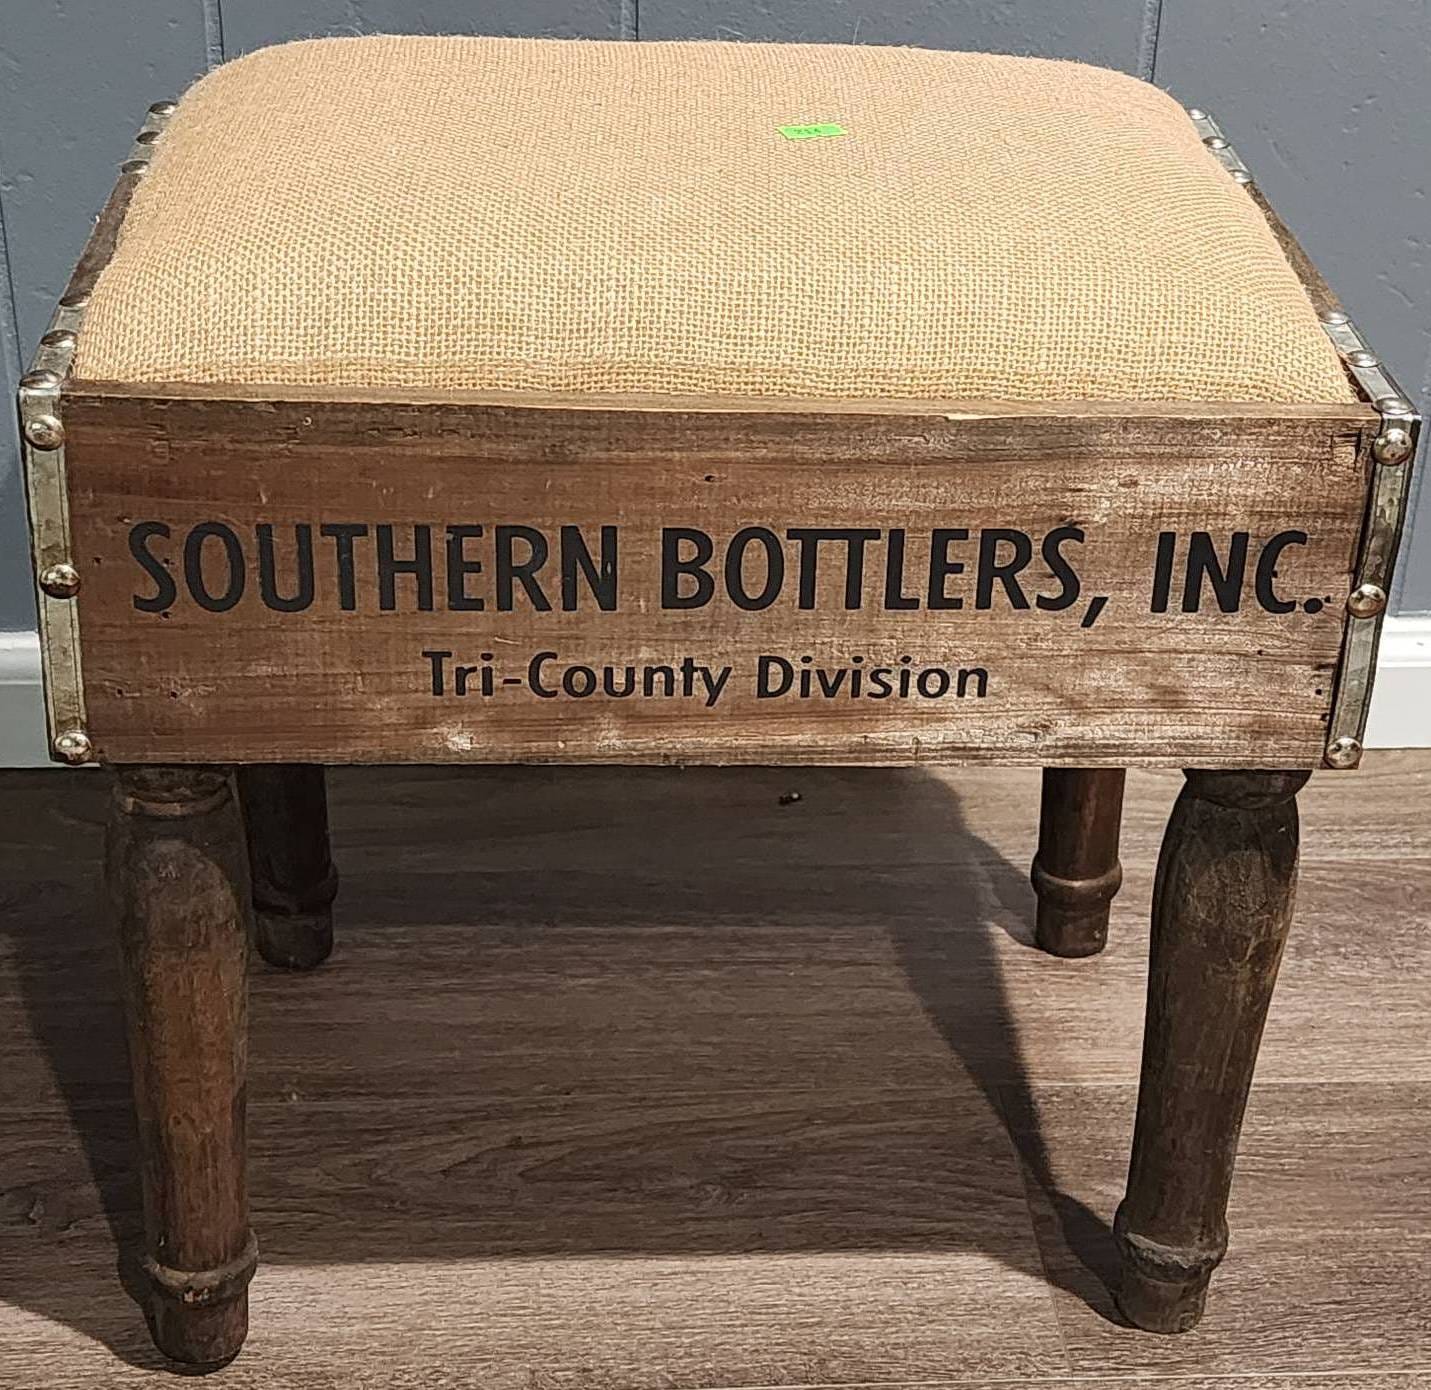 SOUTHERN BOTTLERS, INC.
Tri-County Division